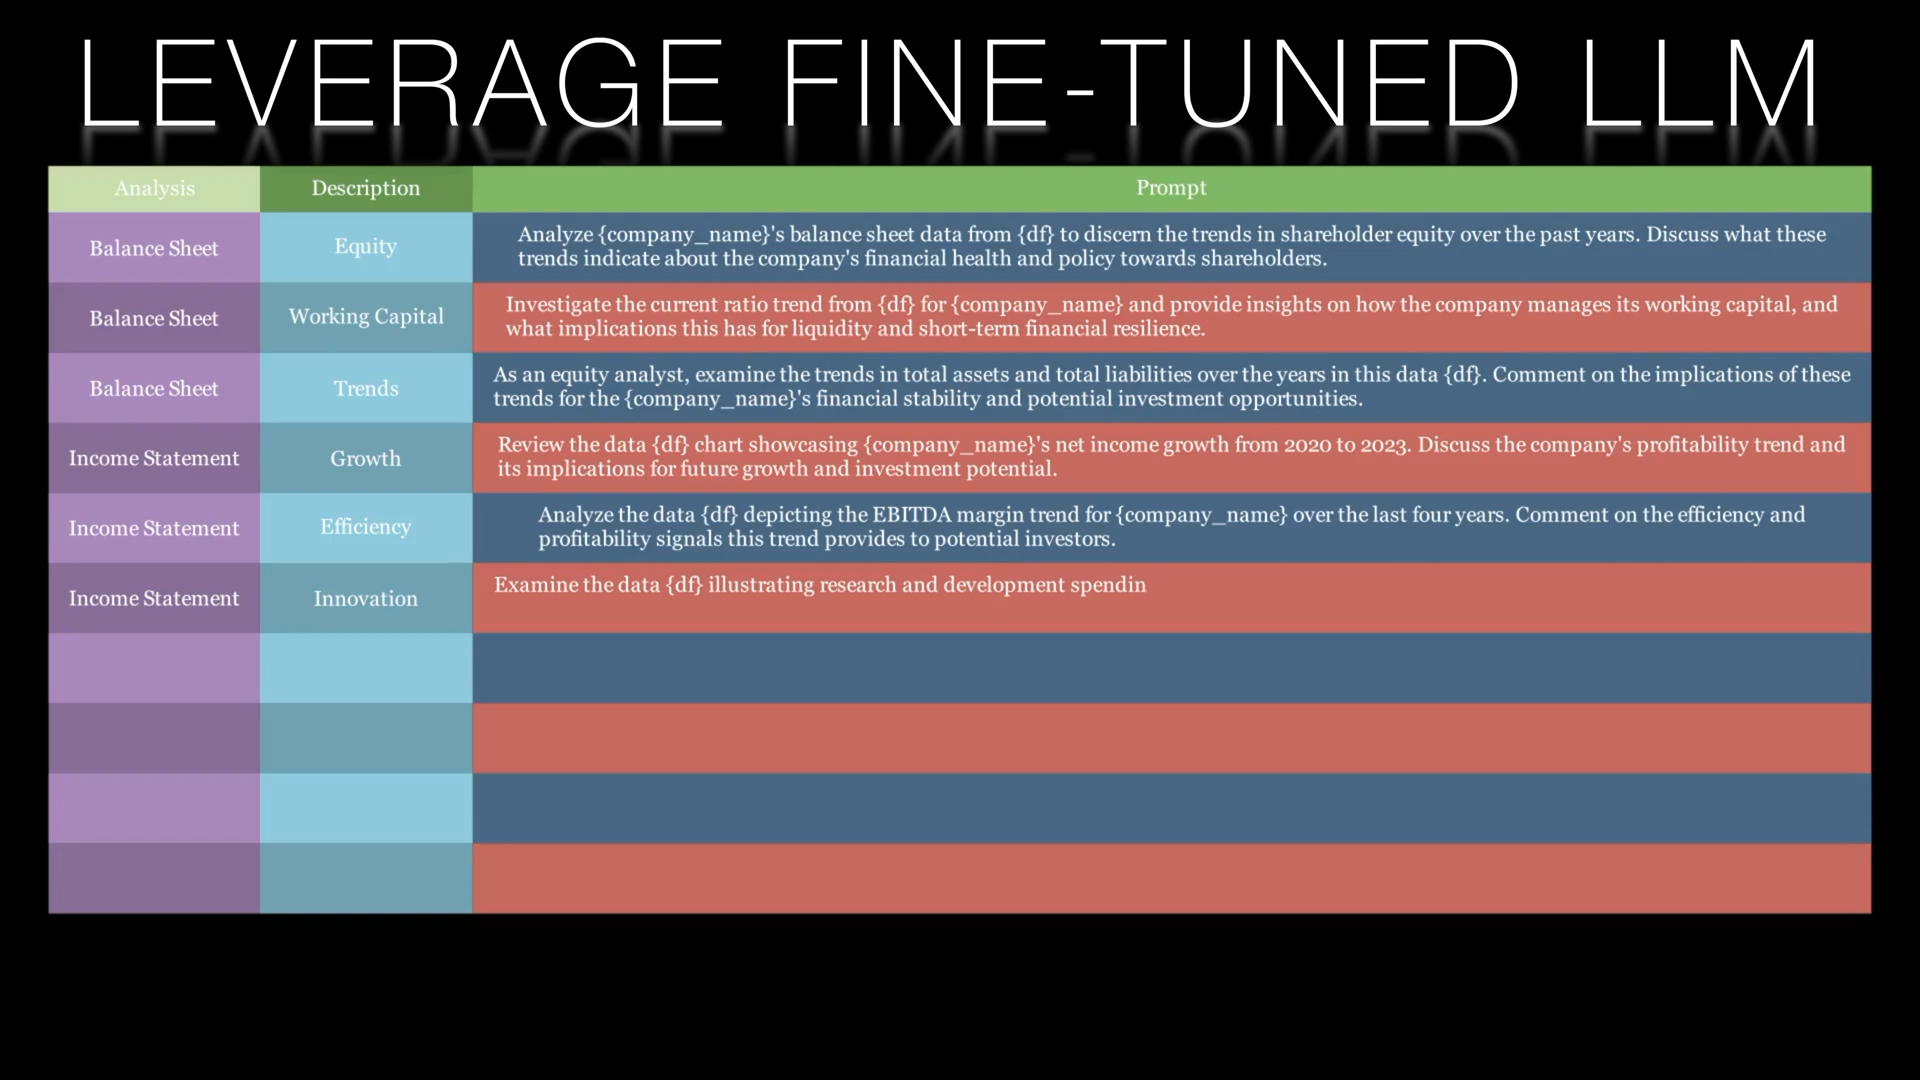 LEVERAGE FINE-TUNED LLM
Analysis Description Prompt
Balance Sheet Equity Analyze {company_name}'s balance sheet data from {df} to discern the trends in shareholder equity over the past years. Discuss what these
trends indicate about the company's financial health and policy towards shareholders.
Balance Sheet Working Capital Investigate the current ratio trend from {df} for {company_name} and provide insights on how the company manages its working capital, and
what implications this has for liquidity and short-term financial resilience.
Balance Sheet Trends As an equity analyst, examine the trends in total assets and total liabilities over the years in this data {df}. Comment on the implications of these
trends for the {company_name}'s financial stability and potential investment opportunities.
Income Statement Growth Review the data {df} chart showcasing {company_name}'s net income growth from 2020 to 2023. Discuss the company's profitability trend and
its implications for future growth and investment potential.
Income Statement Efficiency Analyze the data {df} depicting the EBITDA margin trend for {company_name} over the last four years. Comment on the efficiency and
profitability signals this trend provides to potential investors.
Income Statement Innovation Examine the data {df} illustrating research and development spendin